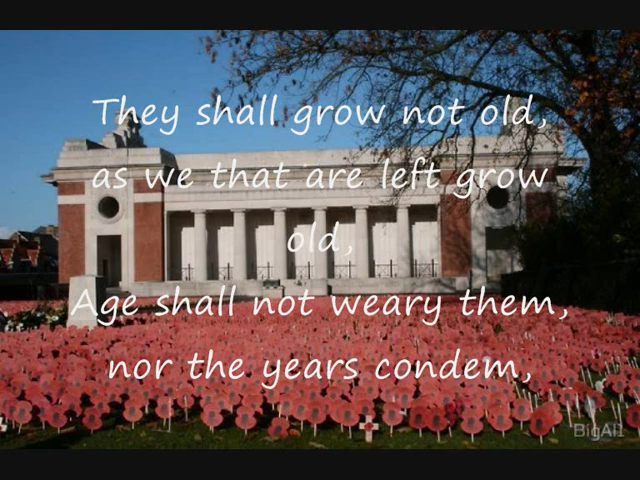 They shall grow not old,
as we that are left grow
old,
Age shall not weary them,
nor the years condem,
BigAl1